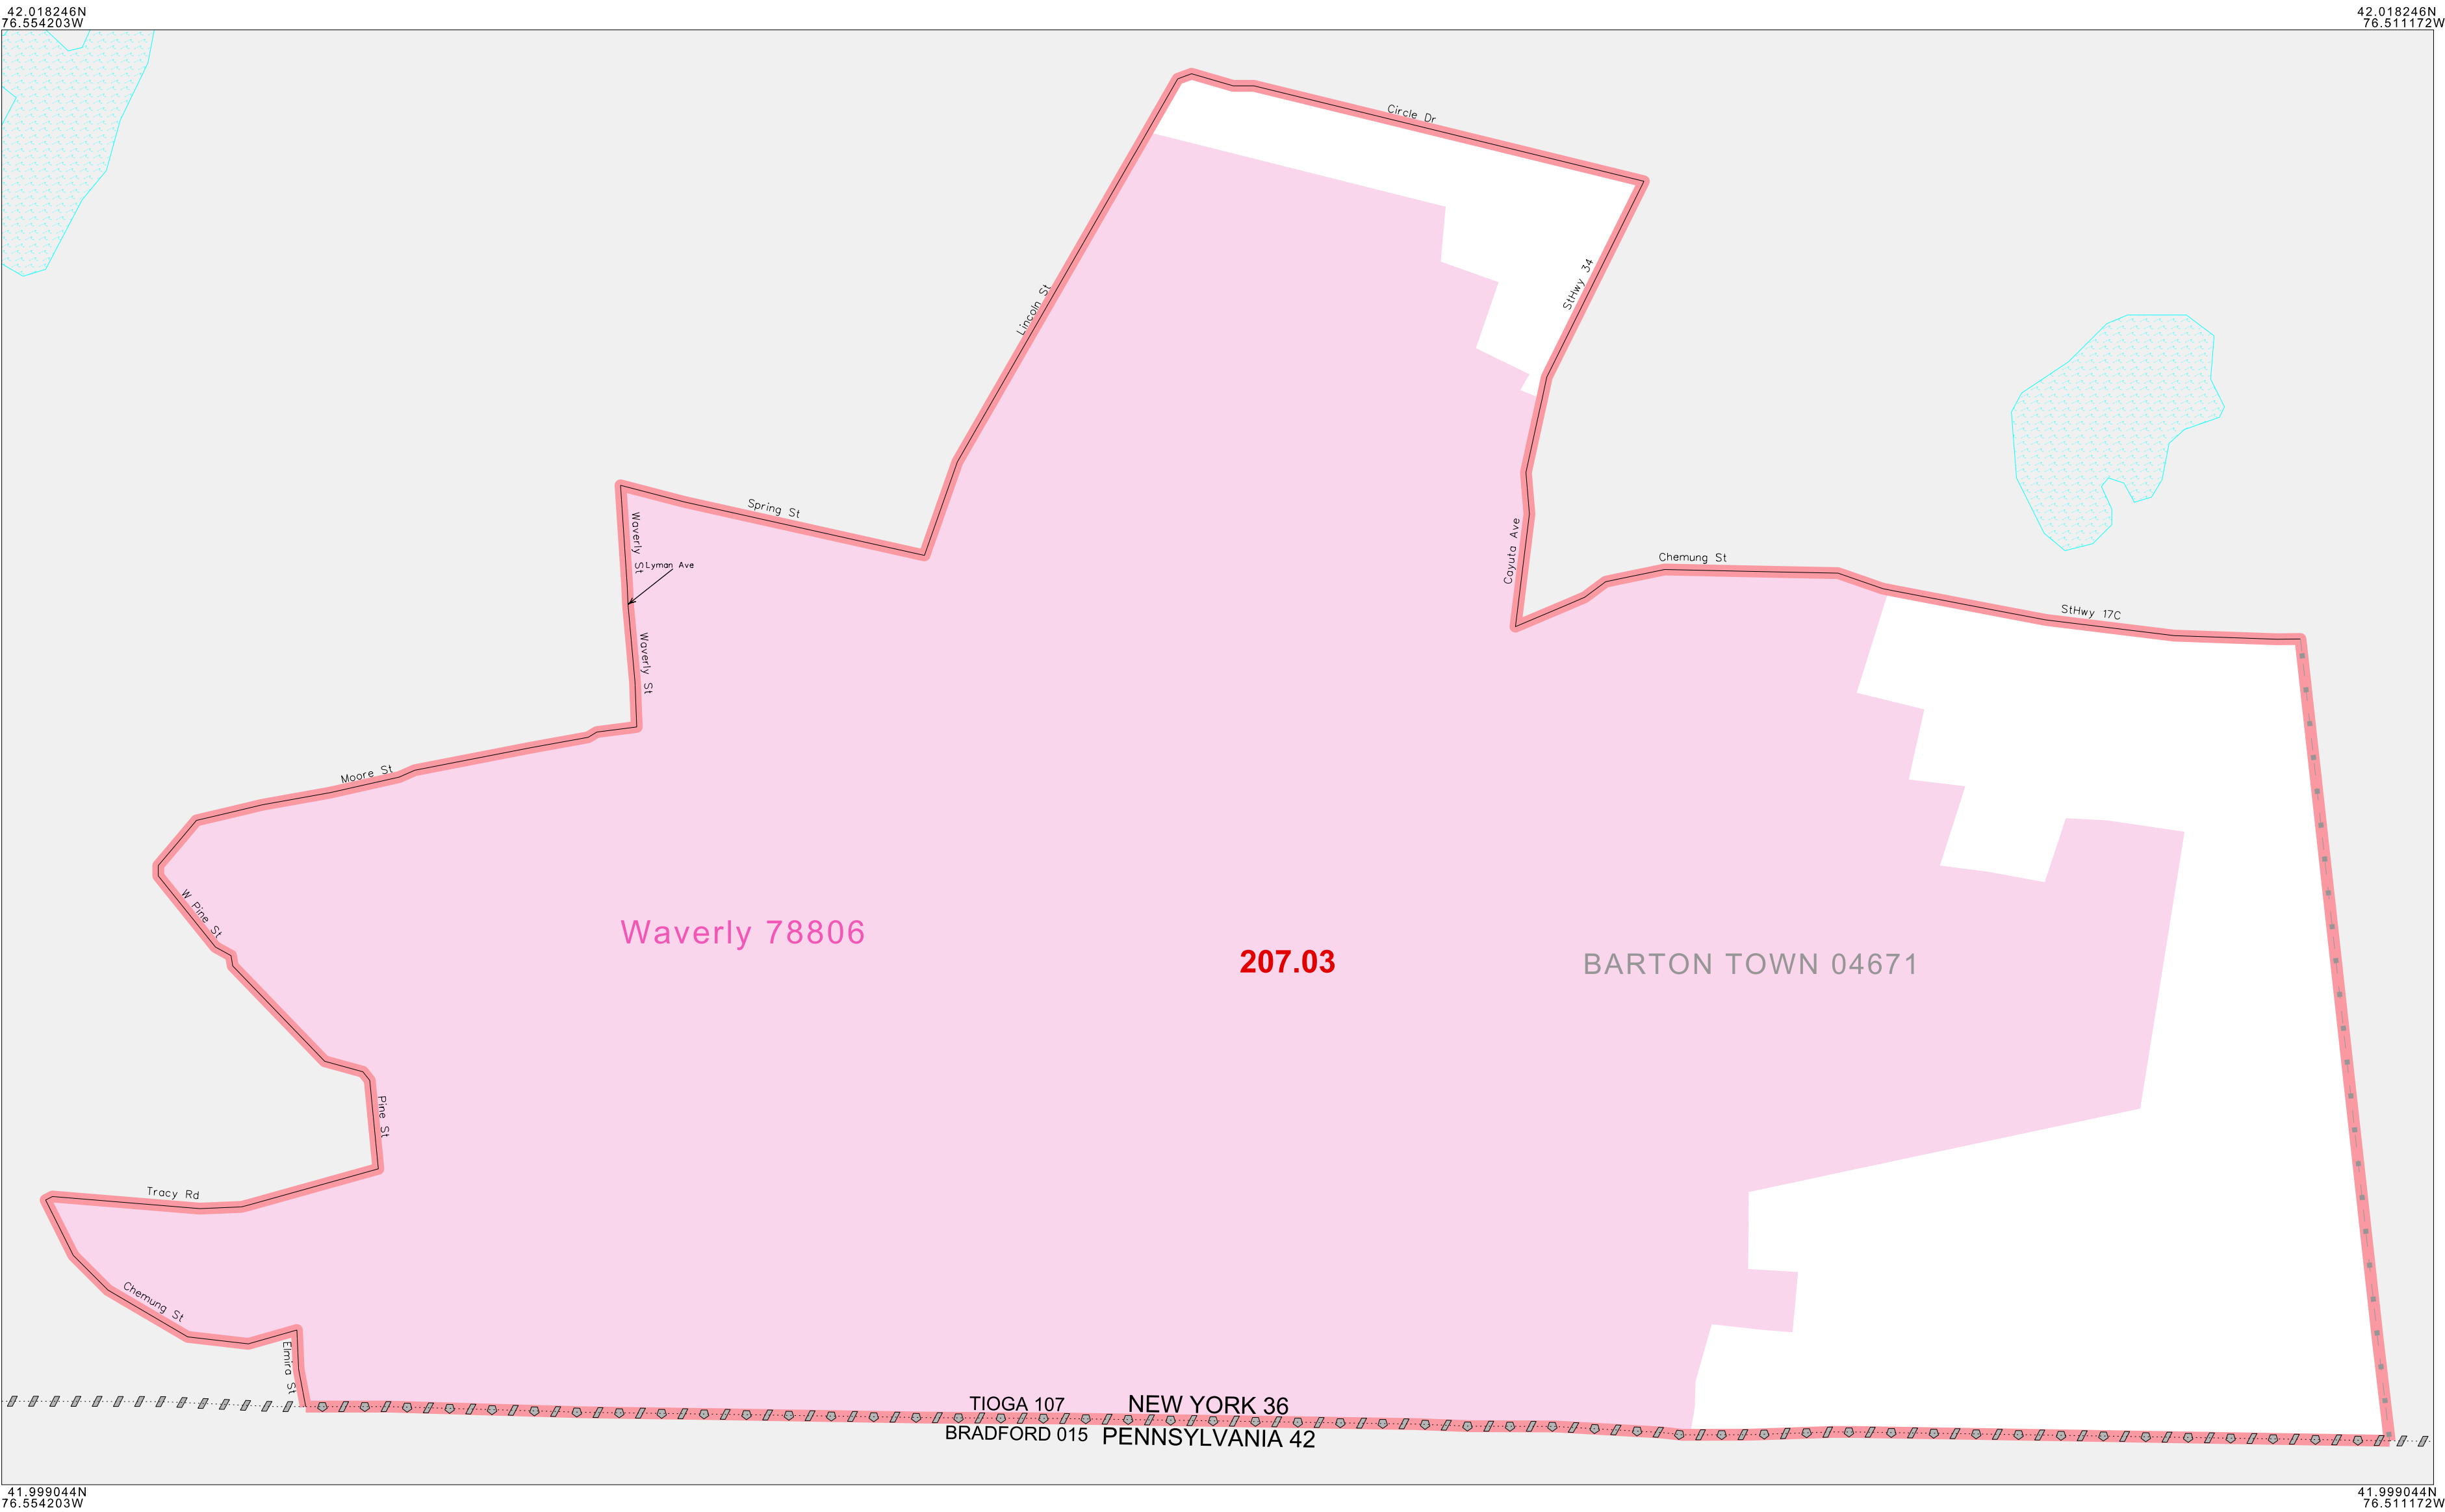 42.018246N
76.554203W
42.018246N
76.511172W
Circle Dr
StHwy 34
Lincoln St
Spring St
Waverly St
Lyman Ave
Cayuta Ave
Chemung St
StHwy 17C
Waverly St
Moore St
W Pine St
Waverly 78806
207.03
BARTON TOWN 04671
Pine St
Tracy Rd
Chemung St
Elmira St
TIOGA 107
NEW YORK 36
BRADFORD 015
PENNSYLVANIA 42
41.999044N
76.554203W
41.999044N
76.511172W